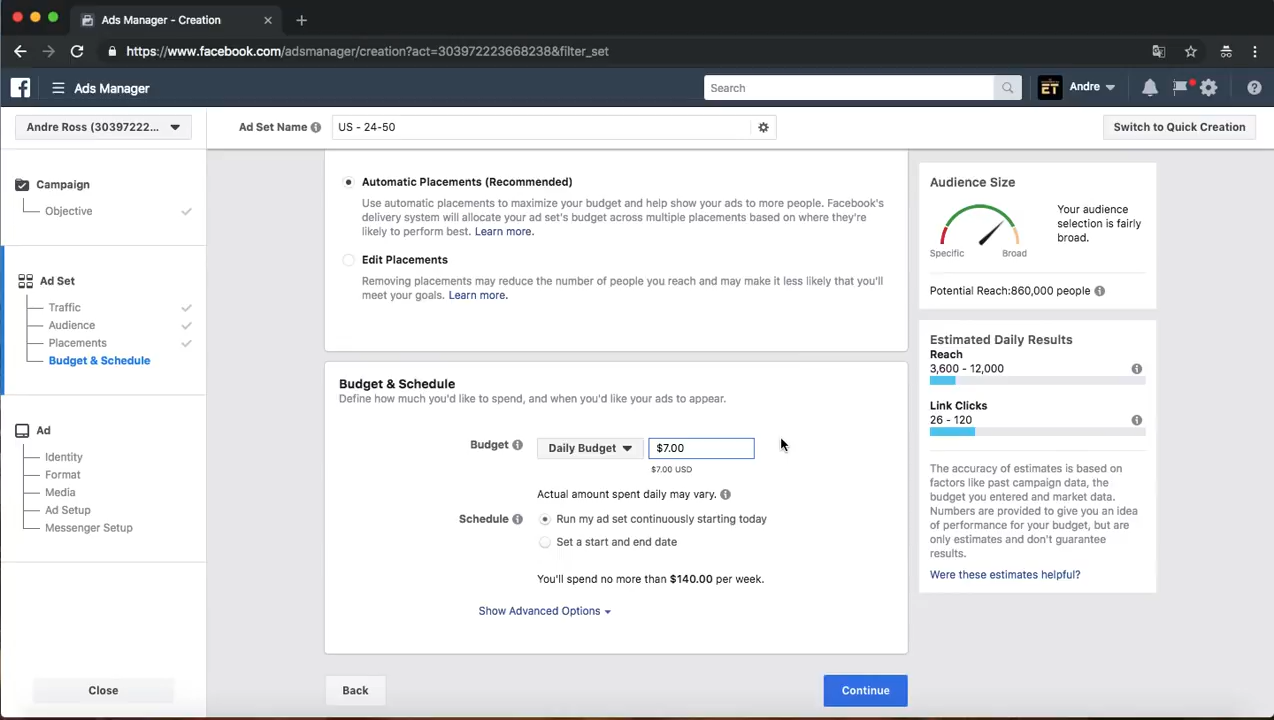 Ads Manager - Creation
https://www.facebook.com/adsmanager/creation?act=303972223668238&filter_set
Ads Manager
Search
ET
Andre
Andre Ross (30397222...
Ad Set Name
US - 24-50
Switch to Quick Creation
Campaign
Objective
Ad Set
Traffic
Audience
Placements
Budget & Schedule
Ad
Identity
Format
Media
Ad Setup
Messenger Setup
Close
Automatic Placements (Recommended)
Use automatic placements to maximize your budget and help show your ads to more people. Facebook's
delivery system will allocate your ad set's budget across multiple placements based on where they're
likely to perform best. Learn more.
Edit Placements
Removing placements may reduce the number of people you reach and may make it less likely that you'll
meet your goals. Learn more.
Budget & Schedule
Define how much you'd like to spend, and when you'd like your ads to appear.
Budget
Daily Budget
$7.00
$7.00 USD
Actual amount spent daily may vary.
Schedule
Run my ad set continuously starting today
Set a start and end date
You'll spend no more than $140.00 per week.
Show Advanced Options
Back
Continue
Audience Size
Specific
Broad
Your audience
selection is fairly
broad.
Potential Reach:860,000 people
Estimated Daily Results
Reach
3,600 - 12,000
Link Clicks
26 - 120
The accuracy of estimates is based on
factors like past campaign data, the
budget you entered and market data.
Numbers are provided to give you an idea
of performance for your budget, but are
only estimates and don't guarantee
results.
Were these estimates helpful?